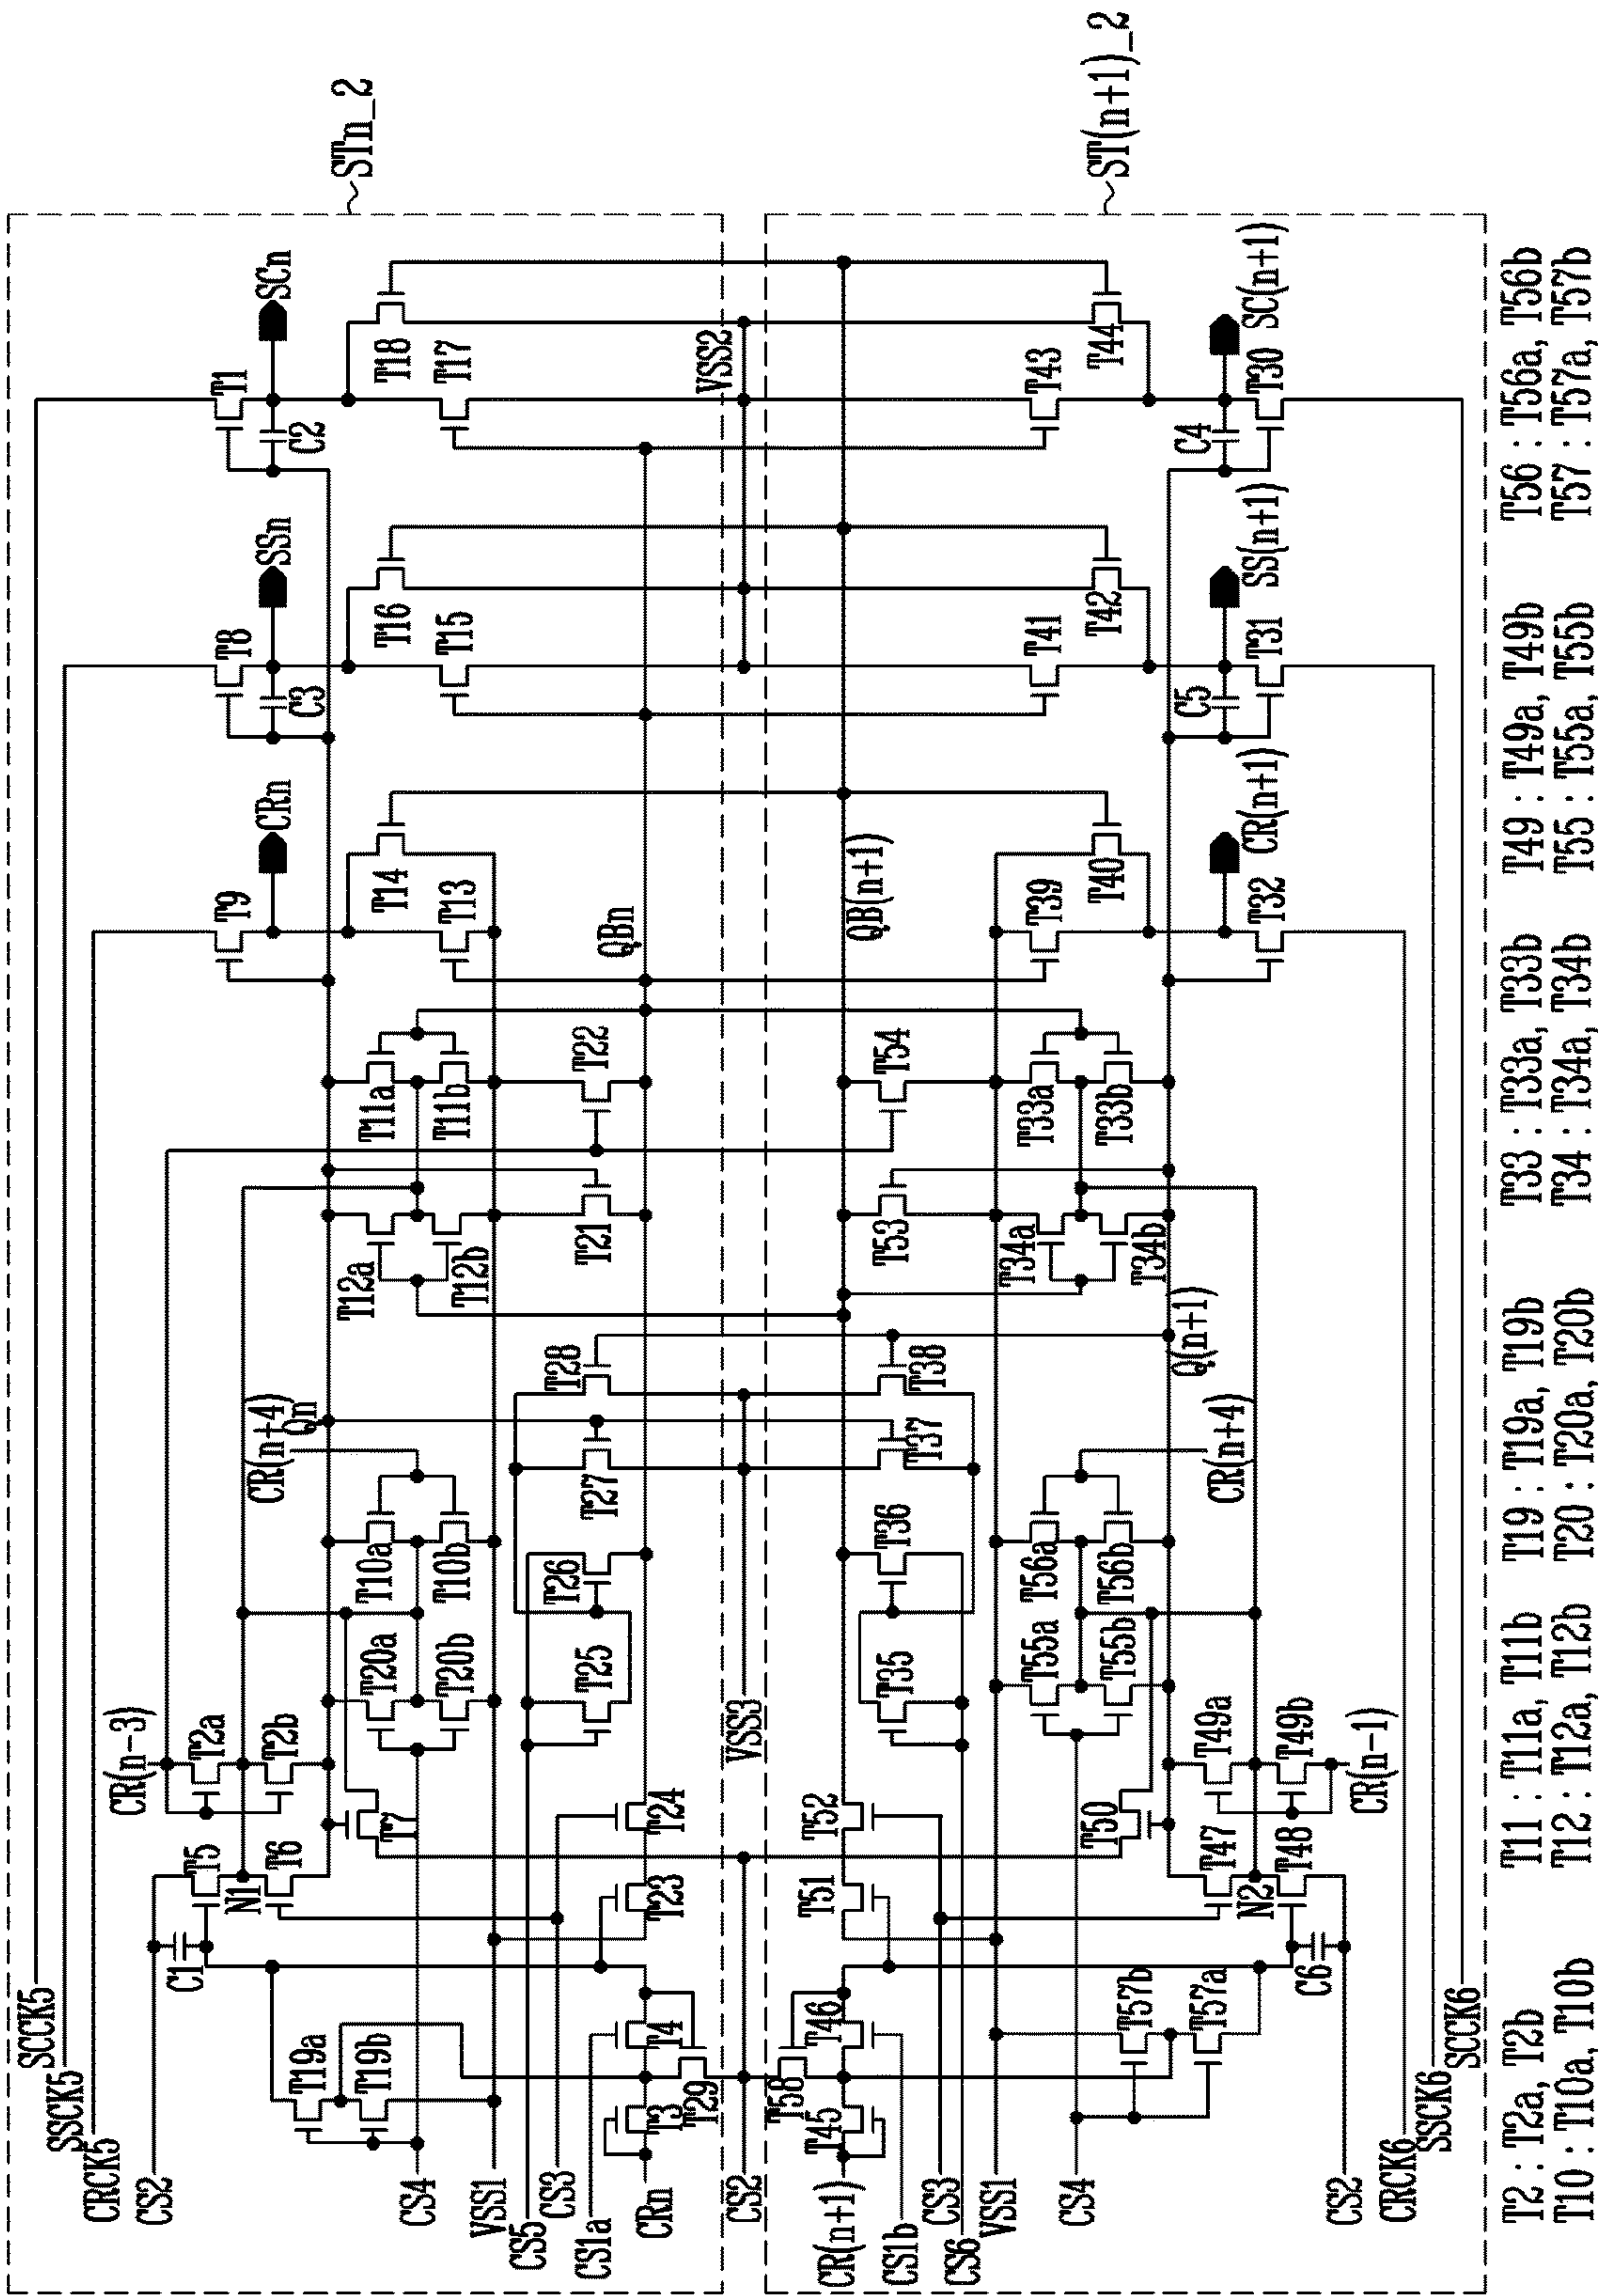 STn_2
ST(n+1)_2
SCCK5
SSCK5
CRCK5
CS2
CR(n-3)
CR(n+4)
Qn
CRn
SSn
SCn
T9
T8
T1
C3
C2
C1
T5
N1
T6
T2a
T2b
T7
T19a
T19b
T20a
T20b
T10a
T10b
T12a
T12b
T11a
T11b
T14
T13
T16
T15
T18
T17
T21
T22
T25
T26
T27
T28
T23
T24
T3
T4
T29
QBn
CS4
VSS1
CS5
CS3
CS1a
CRn
CS2
VSS3
VSS2
CR(n+1)
CS1b
CS3
CS6
VSS1
CS4
CS2
CRCK6
SSCK6
SCCK6
T58
T45
T46
T51
T52
T35
T36
T37
T38
T53
T54
QB(n+1)
T57b
T57a
T50
T55a
T55b
T56a
T56b
T34a
T34b
T33a
T33b
T39
T40
T41
T42
T43
T44
C6
T47
N2
T48
T49a
T49b
CR(n-1)
CR(n+4)
Q(n+1)
T32
T31
T30
C5
C4
CR(n+1)
SS(n+1)
SC(n+1)
T2 : T2a, T2b
T10 : T10a, T10b
T11 : T11a, T11b
T12 : T12a, T12b
T19 : T19a, T19b
T20 : T20a, T20b
T33 : T33a, T33b
T34 : T34a, T34b
T49 : T49a, T49b
T55 : T55a, T55b
T56 : T56a, T56b
T57 : T57a, T57b